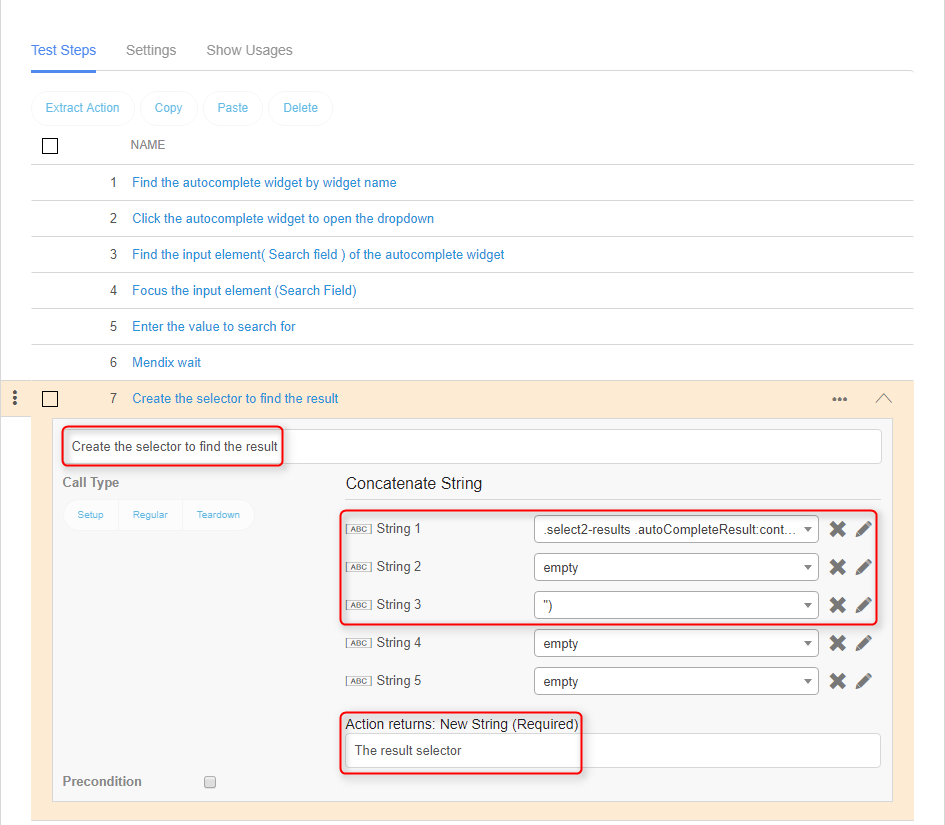 Test Steps Settings Show Usages
Extract Action Copy Paste Delete
NAME
1 Find the autocomplete widget by widget name
2 Click the autocomplete widget to open the dropdown
3 Find the input element( Search field ) of the autocomplete widget
4 Focus the input element (Search Field)
5 Enter the value to search for
6 Mendix wait
7 Create the selector to find the result
Create the selector to find the result
Call Type
Setup Regular Teardown
Concatenate String
[ABC] String 1 .select2-results .autoCompleteResult:cont...
[ABC] String 2 empty
[ABC] String 3 ")
[ABC] String 4 empty
[ABC] String 5 empty
Action returns: New String (Required)
The result selector
Precondition